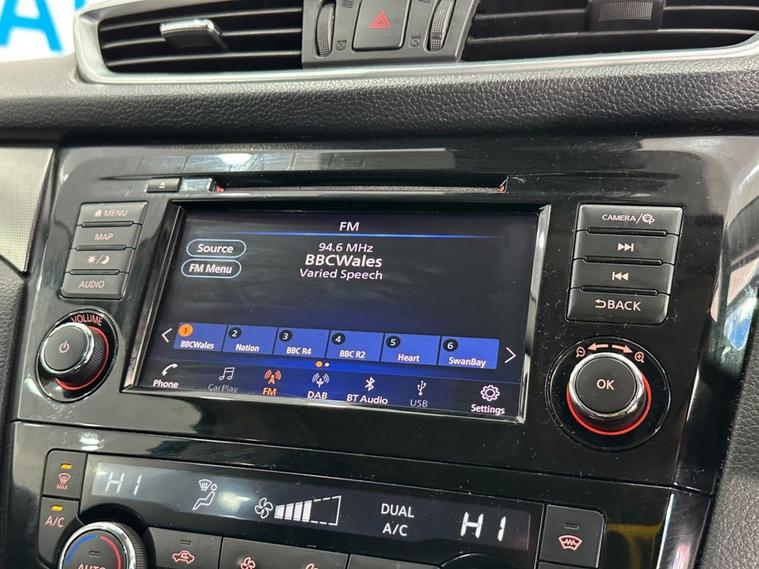 MENU
MAP
AUDIO
VOLUME
FM
Source
94.6 MHz
BBCWales
FM Menu
Varied Speech
1 BBCWales
2 Nation
3 BBC R4
4 BBC R2
5 Heart
6 SwanBay
Phone
CarPlay
FM
DAB
BT Audio
USB
Settings
CAMERA/
BACK
OK
MAX
A/C
HI
DUAL
A/C
HI
AUTO